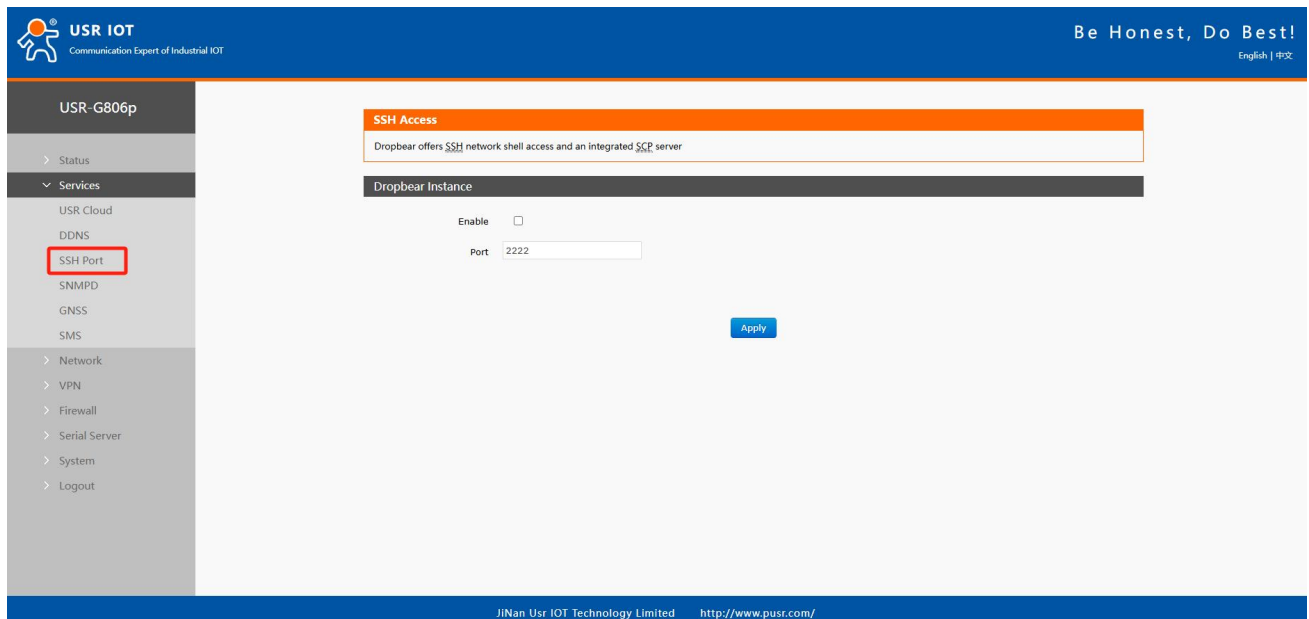 USR IOT
Communication Expert of Industrial IOT
Be Honest, Do Best!
English | 中文
USR-G806p
Status
Services
USR Cloud
DDNS
SSH Port
SNMPD
GNSS
SMS
Network
VPN
Firewall
Serial Server
System
Logout
SSH Access
Dropbear offers SSH network shell access and an integrated SCP server
Dropbear Instance
Enable
Port 2222
Apply
JiNan Usr IOT Technology Limited http://www.pusr.com/